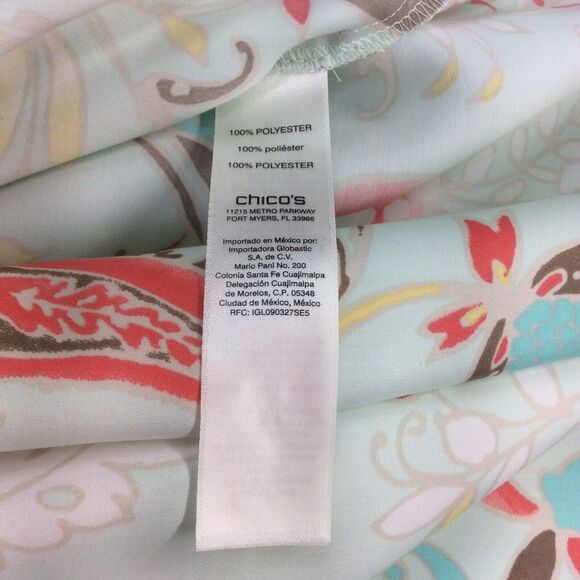 100% POLYESTER
100% poliéster
100% POLYESTER
chico's
11215 METRO PARKWAY
FORT MYERS, FL 33966
Importado en México por:
Importadora Globastic
S.A. de C.V.
Mario Pani No. 200
Colonia Santa Fe Cuajimalpa
Delegación Cuajimalpa
de Morelos, C.P. 05348
Ciudad de México, México
RFC: IGL090327SE5